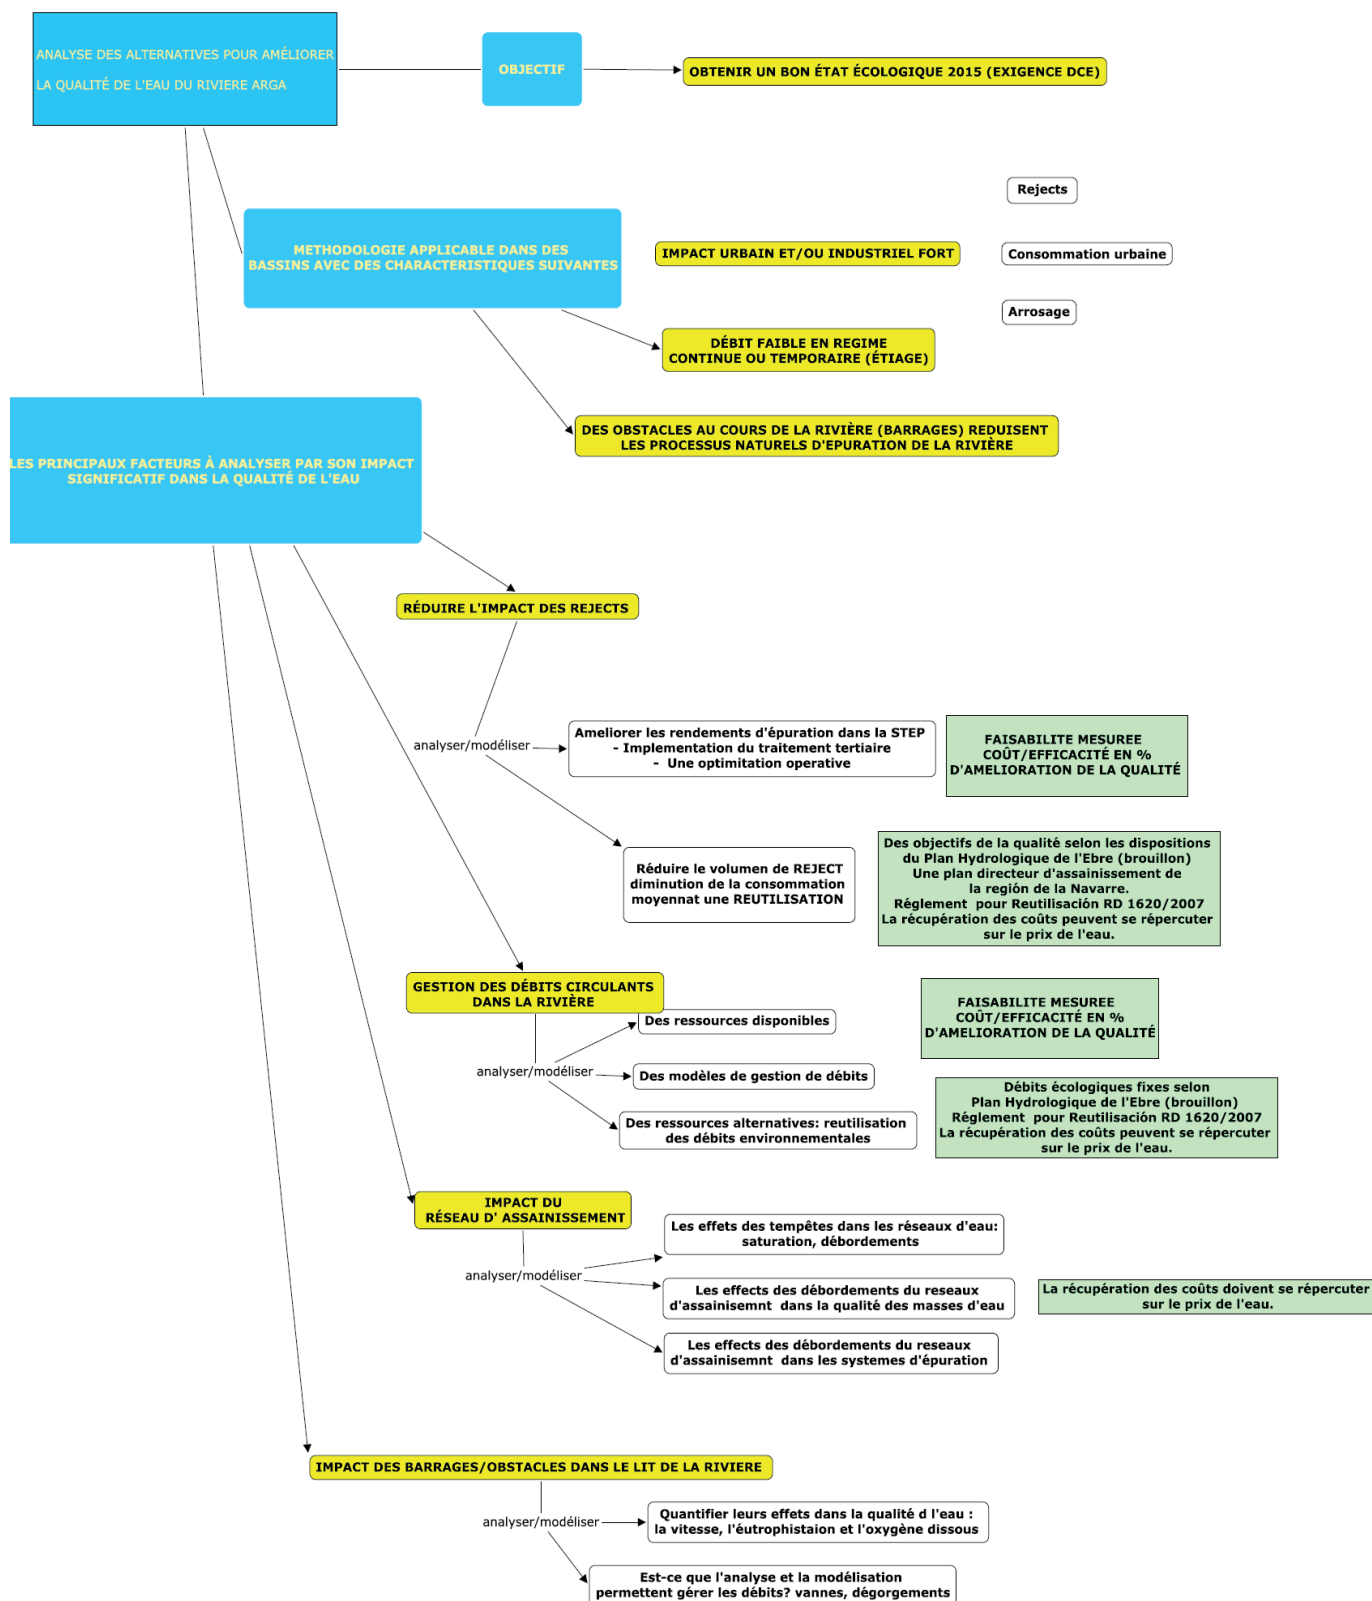 ANALYSE DES ALTERNATIVES POUR AMÉLIORER
LA QUALITÉ DE L'EAU DU RIVIERE ARGA
OBJECTIF
OBTENIR UN BON ÉTAT ÉCOLOGIQUE 2015 (EXIGENCE DCE)
METHODOLOGIE APPLICABLE DANS DES
BASSINS AVEC DES CHARACTERISTIQUES SUIVANTES
IMPACT URBAIN ET/OU INDUSTRIEL FORT
Rejects
Consommation urbaine
Arrosage
DÉBIT FAIBLE EN REGIME
CONTINUE OU TEMPORAIRE (ÉTIAGE)
DES OBSTACLES AU COURS DE LA RIVIÈRE (BARRAGES) REDUISENT
LES PROCESSUS NATURELS D'EPURATION DE LA RIVIÈRE
LES PRINCIPAUX FACTEURS À ANALYSER PAR SON IMPACT
SIGNIFICATIF DANS LA QUALITÉ DE L'EAU
RÉDUIRE L'IMPACT DES REJECTS
analyser/modéliser
Ameliorer les rendements d'épuration dans la STEP
- Implementation du traitement tertiaire
- Une optimitation operative
FAISABILITE MESUREE
COÛT/EFFICACITÉ EN %
D'AMELIORATION DE LA QUALITÉ
Réduire le volumen de REJECT
diminution de la consommation
moyennat une REUTILISATION
Des objectifs de la qualité selon les dispositions
du Plan Hydrologique de l'Ebre (brouillon)
Une plan directeur d'assainissement de
la región de la Navarre.
Réglement pour Reutilisación RD 1620/2007
La récupération des coûts peuvent se répercuter
sur le prix de l'eau.
GESTION DES DÉBITS CIRCULANTS
DANS LA RIVIÈRE
analyser/modéliser
Des ressources disponibles
Des modèles de gestion de débits
Des ressources alternatives: reutilisation
des débits environnementales
FAISABILITE MESUREE
COÛT/EFFICACITÉ EN %
D'AMELIORATION DE LA QUALITÉ
Débits écologiques fixes selon
Plan Hydrologique de l'Ebre (brouillon)
Réglement pour Reutilisación RD 1620/2007
La récupération des coûts peuvent se répercuter
sur le prix de l'eau.
IMPACT DU
RÉSEAU D' ASSAINISSEMENT
analyser/modéliser
Les effets des tempêtes dans les réseaux d'eau:
saturation, débordements
Les effects des débordements du reseaux
d'assainisemnt dans la qualité des masses d'eau
La récupération des coûts doivent se répercuter
sur le prix de l'eau.
Les effects des débordements du reseaux
d'assainisemnt dans les systemes d'épuration
IMPACT DES BARRAGES/OBSTACLES DANS LE LIT DE LA RIVIERE
analyser/modéliser
Quantifier leurs effets dans la qualité d l'eau :
la vitesse, l'éutrophistaion et l'oxygène dissous
Est-ce que l'analyse et la modélisation
permettent gérer les débits? vannes, dégorgements